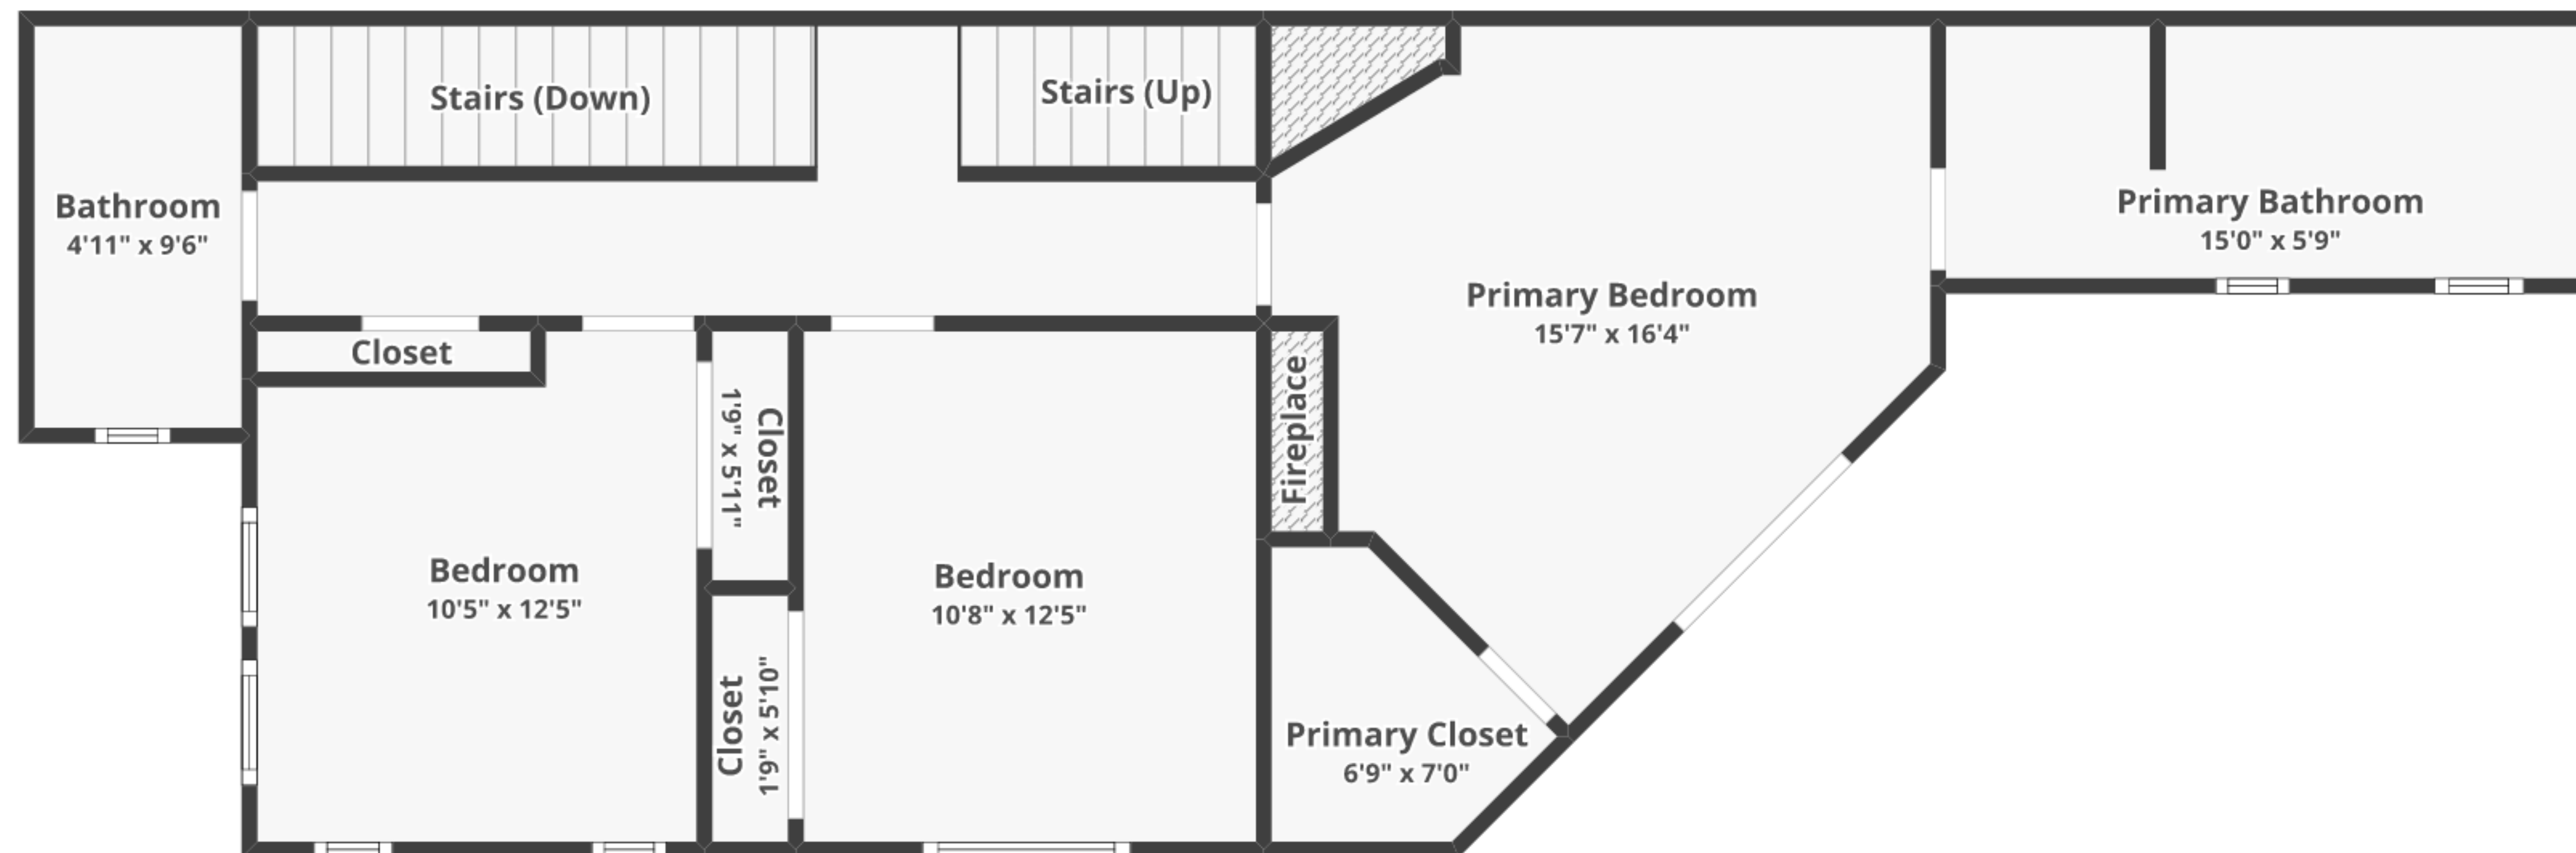 Stairs (Down)
Stairs (Up)
Bathroom
4'11" x 9'6"
Primary Bathroom
15'0" x 5'9"
Primary Bedroom
15'7" x 16'4"
Closet
Closet
1'9" x 5'11"
Fireplace
Bedroom
10'5" x 12'5"
Bedroom
10'8" x 12'5"
Closet
1'9" x 5'10"
Primary Closet
6'9" x 7'0"